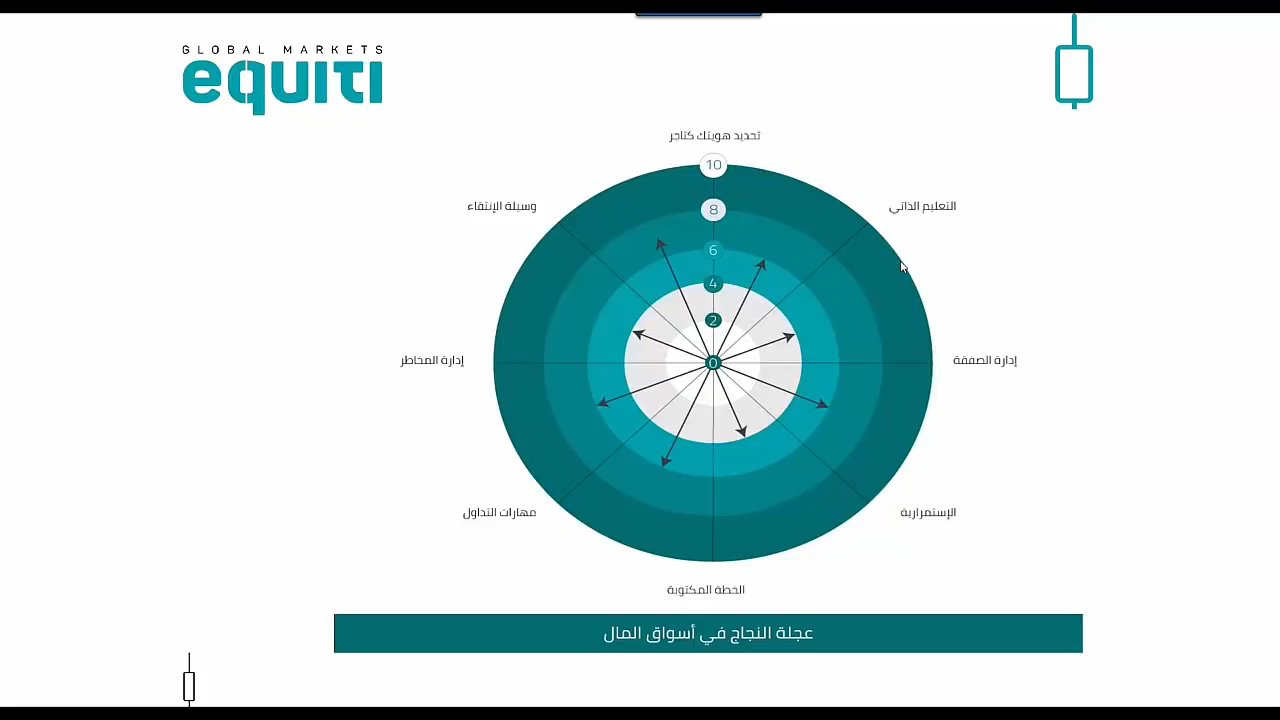 GLOBAL MARKETS
equiti
تحديد هويتك كتاجر
10
وسيلة الإنتقاء
8
التعليم الذاتي
6
4
2
إدارة المخاطر
0
إدارة الصفقة
مهارات التداول
الإستمرارية
الخطة المكتوبة
عجلة النجاح في أسواق المال